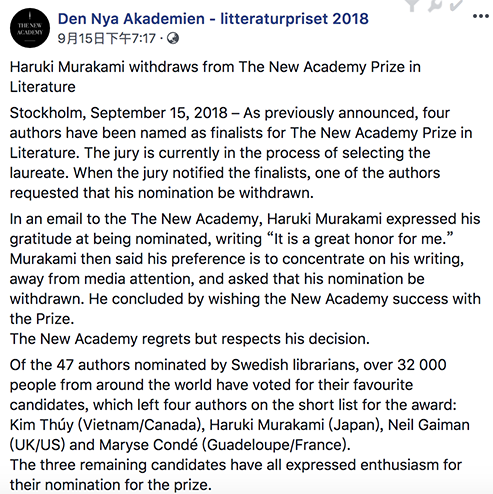 THE NEW
ACADEMY
Den Nya Akademien - litteraturpriset 2018
9月15日下午7:17 ·
Haruki Murakami withdraws from The New Academy Prize in
Literature
Stockholm, September 15, 2018 – As previously announced, four
authors have been named as finalists for The New Academy Prize in
Literature. The jury is currently in the process of selecting the
laureate. When the jury notified the finalists, one of the authors
requested that his nomination be withdrawn.
In an email to the The New Academy, Haruki Murakami expressed his
gratitude at being nominated, writing “It is a great honor for me.”
Murakami then said his preference is to concentrate on his writing,
away from media attention, and asked that his nomination be
withdrawn. He concluded by wishing the New Academy success with
the Prize.
The New Academy regrets but respects his decision.
Of the 47 authors nominated by Swedish librarians, over 32 000
people from around the world have voted for their favourite
candidates, which left four authors on the short list for the award:
Kim Thúy (Vietnam/Canada), Haruki Murakami (Japan), Neil Gaiman
(UK/US) and Maryse Condé (Guadeloupe/France).
The three remaining candidates have all expressed enthusiasm for
their nomination for the prize.